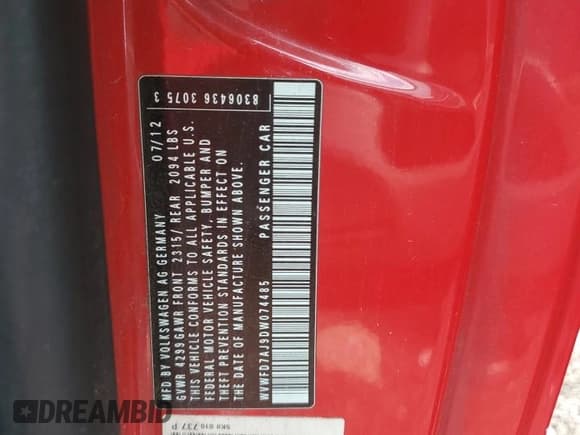 MFD.BY VOLKSWAGEN AG GERMANY 07/12
GVWR 4299 GAWR FRONT 2315/ REAR 2094 LBS
THIS VEHICLE CONFORMS TO ALL APPLICABLE U.S.
FEDERAL MOTOR VEHICLE SAFETY, BUMPER AND
THEFT PREVENTION STANDARDS IN EFFECT ON
THE DATE OF MANUFACTURE SHOWN ABOVE.
PASSENGER CAR
WVWFD7AJ9DW074485
8306436 3075 3
737 P
DREAMBID